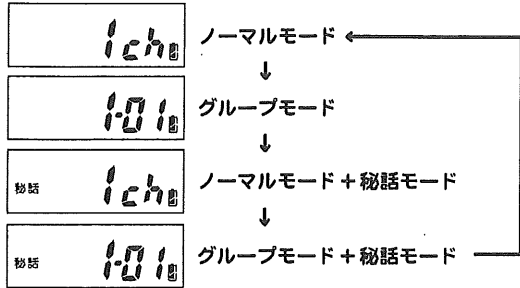 1ch ノーマルモード
↓
1-01 グループモード
↓
秘話 1ch ノーマルモード+秘話モード
↓
秘話 1-01 グループモード+秘話モード